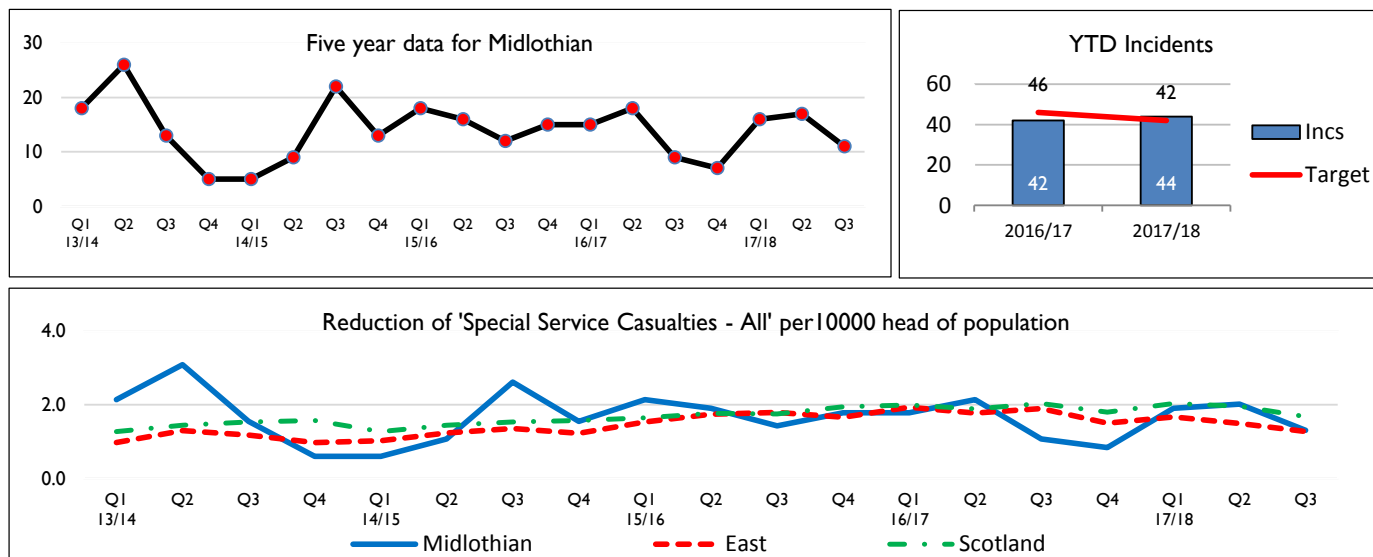 Five year data for Midlothian
30
20
10
0
Q1 Q2 Q3 Q4 Q1 Q2 Q3 Q4 Q1 Q2 Q3 Q4 Q1 Q2 Q3 Q4 Q1 Q2 Q3
13/14 14/15 15/16 16/17 17/18
YTD Incidents
60
40
20
0
46 42
42 44
2016/17 2017/18
Incs
Target
Reduction of 'Special Service Casualties - All' per10000 head of population
4.0
2.0
0.0
Q1 Q2 Q3 Q4 Q1 Q2 Q3 Q4 Q1 Q2 Q3 Q4 Q1 Q2 Q3 Q4 Q1 Q2 Q3
13/14 14/15 15/16 16/17 17/18
Midlothian East Scotland